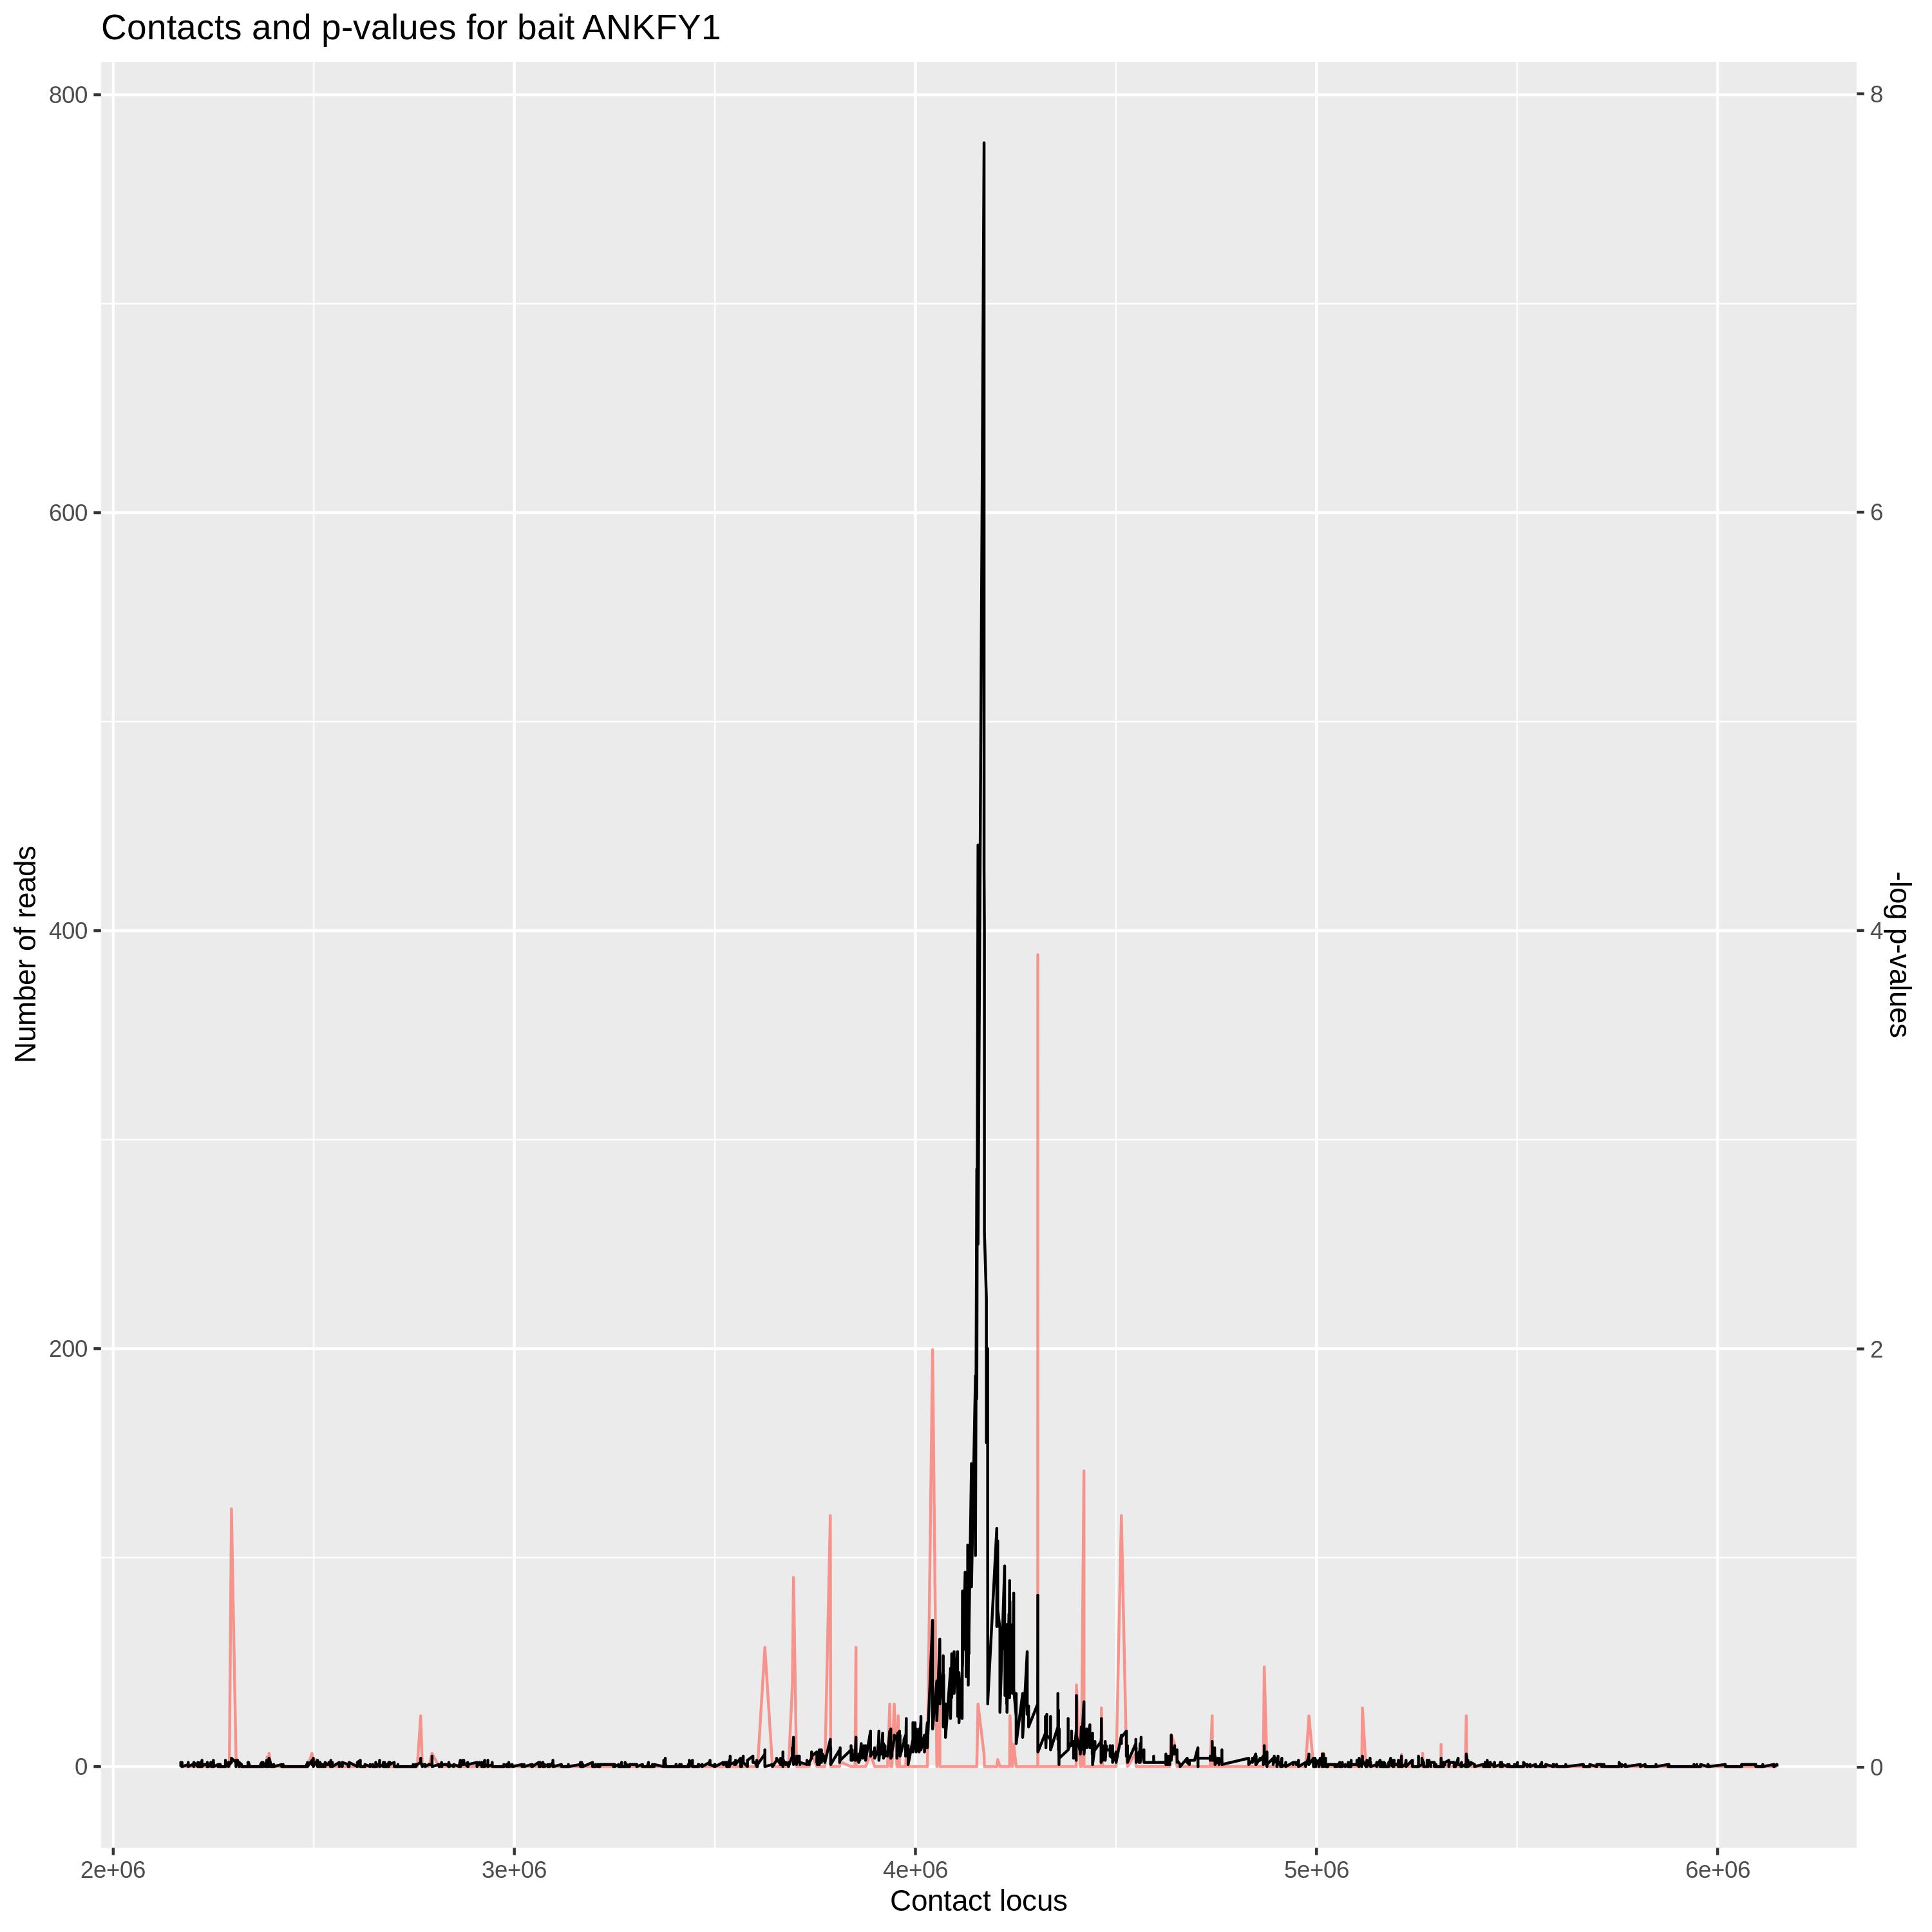 Contacts and p-values for bait ANKFY1
800
600
400
200
0
8
6
4
2
0
Number of reads
-log p-values
2e+06
3e+06
4e+06
5e+06
6e+06
Contact locus